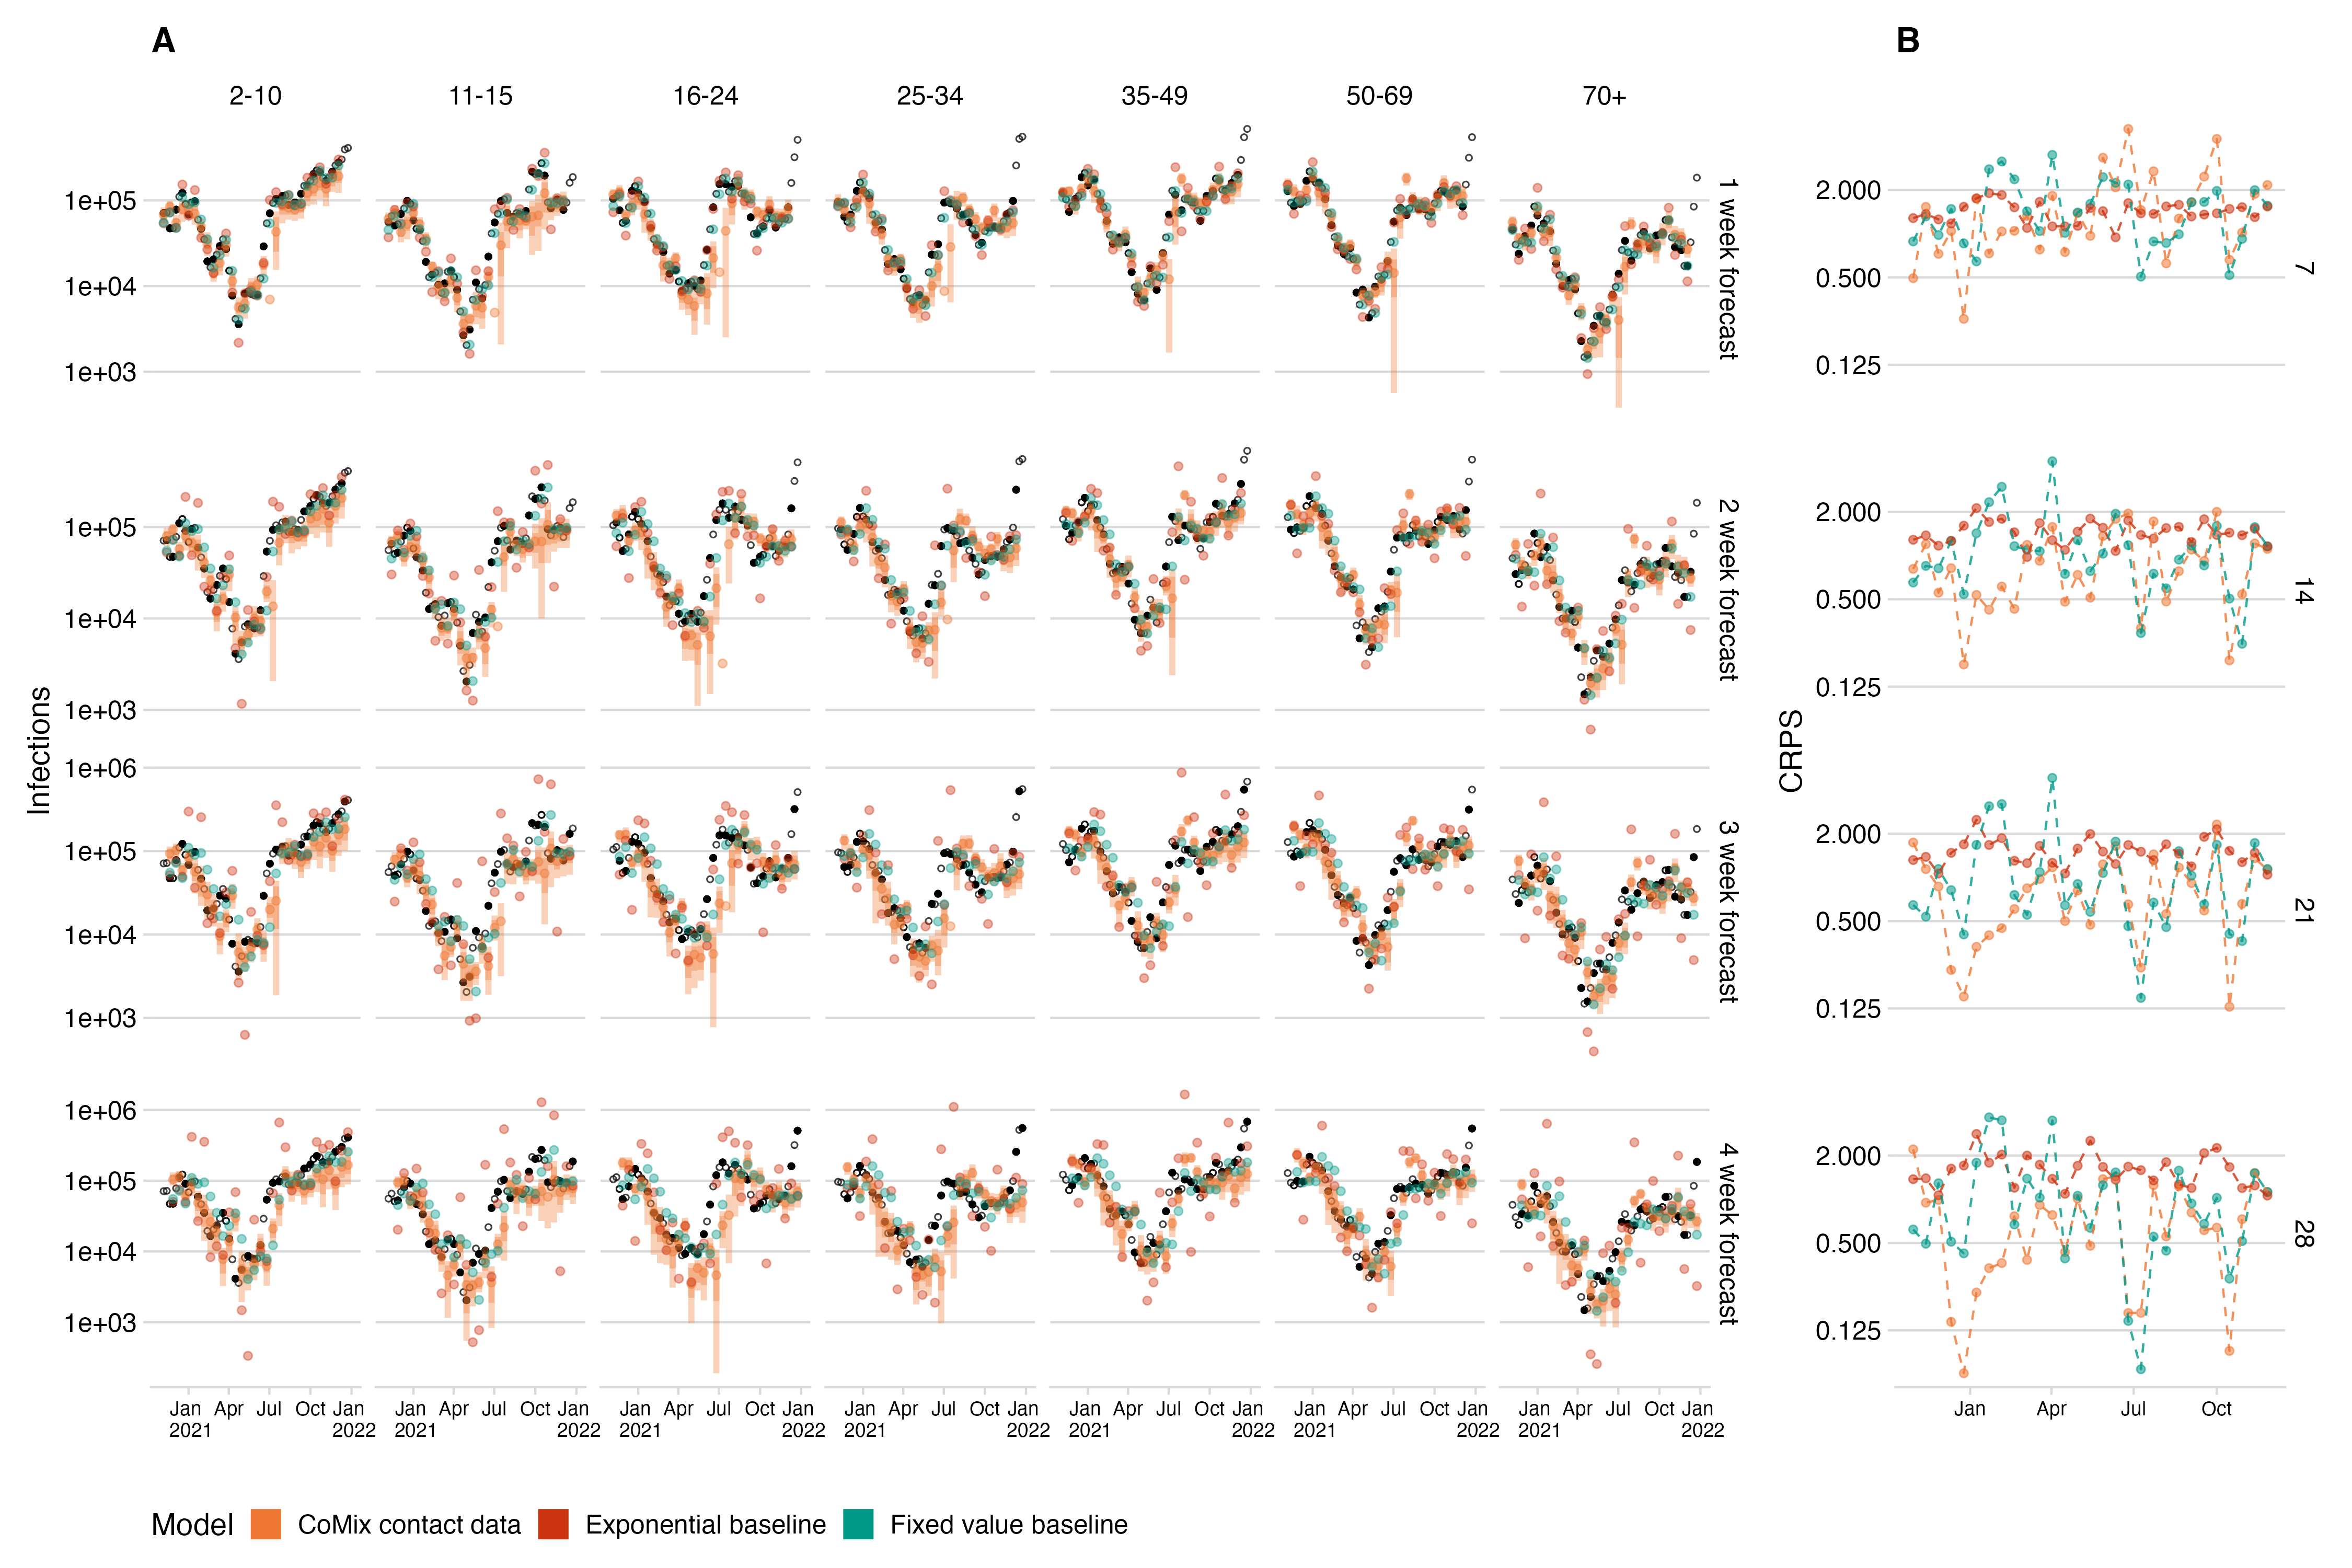 A
B
2-10 11-15 16-24 25-34 35-49 50-69 70+
1e+05
1e+04
1e+03
1 week forecast
2.000
0.500
0.125
7
1e+05
1e+04
1e+03
2 week forecast
2.000
0.500
0.125
14
Infections
CRPS
1e+06
1e+05
1e+04
1e+03
3 week forecast
2.000
0.500
0.125
21
1e+06
1e+05
1e+04
1e+03
4 week forecast
2.000
0.500
0.125
28
Jan Apr Jul Oct Jan
2021 2022
Jan Apr Jul Oct Jan
2021 2022
Jan Apr Jul Oct Jan
2021 2022
Jan Apr Jul Oct Jan
2021 2022
Jan Apr Jul Oct Jan
2021 2022
Jan Apr Jul Oct Jan
2021 2022
Jan Apr Jul Oct Jan
2021 2022
Jan Apr Jul Oct
Model CoMix contact data Exponential baseline Fixed value baseline